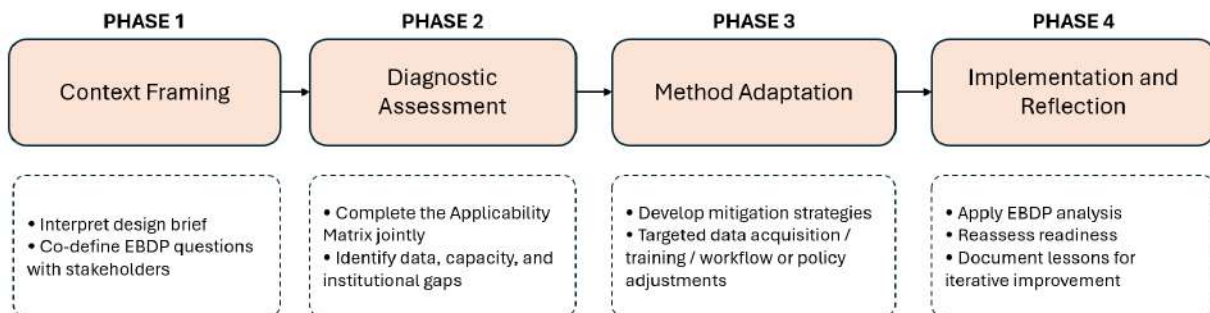 PHASE 1
Context Framing
• Interpret design brief
• Co-define EBDP questions
with stakeholders
PHASE 2
Diagnostic
Assessment
• Complete the Applicability
Matrix jointly
• Identify data, capacity, and
institutional gaps
PHASE 3
Method Adaptation
• Develop mitigation strategies
• Targeted data acquisition /
training / workflow or policy
adjustments
PHASE 4
Implementation and
Reflection
• Apply EBDP analysis
• Reassess readiness
• Document lessons for
iterative improvement